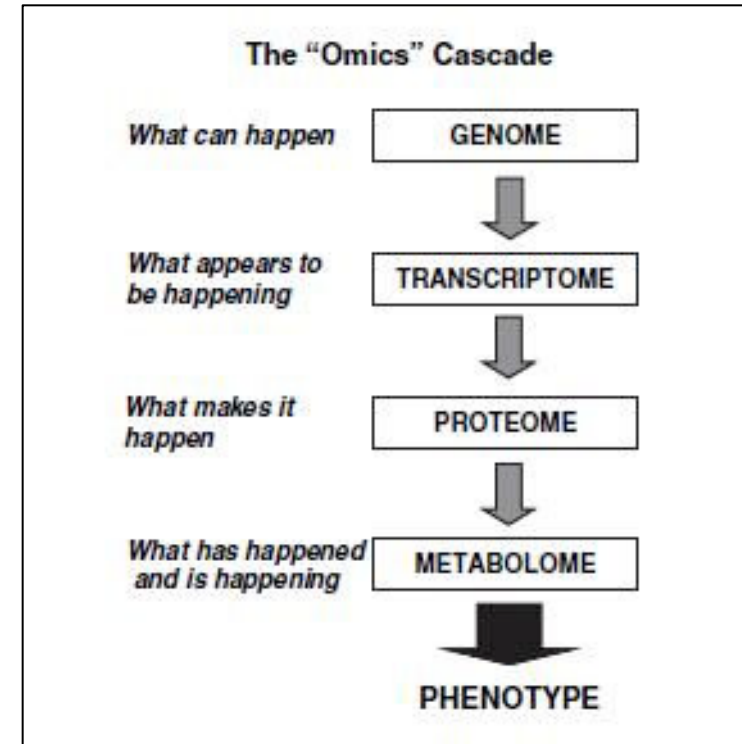 The “Omics” Cascade
What can happen
GENOME
What appears to
be happening
TRANSCRIPTOME
What makes it
happen
PROTEOME
What has happened
and is happening
METABOLOME
PHENOTYPE